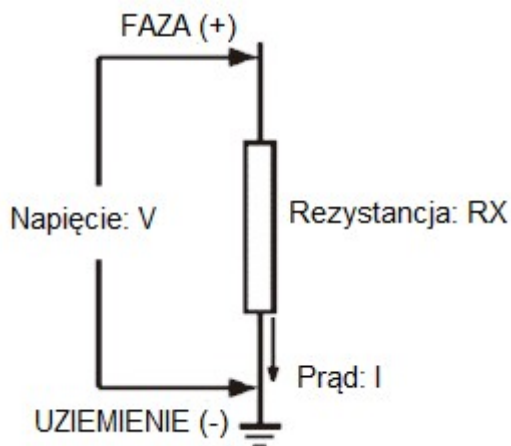 FAZA (+)
Napięcie: V
Rezystancja: RX
Prąd: I
UZIEMIENIE (-)